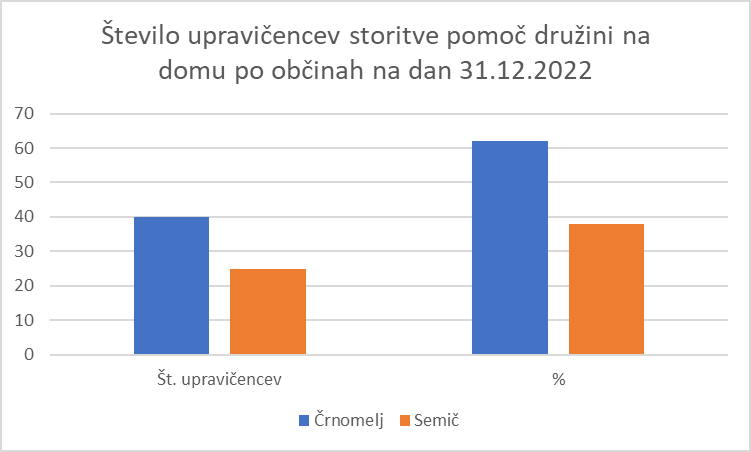 Število upravičencev storitve pomoč družini na
domu po občinah na dan 31.12.2022
70
60
50
40
30
20
10
0
Št. upravičencev
%
Črnomelj
Semič